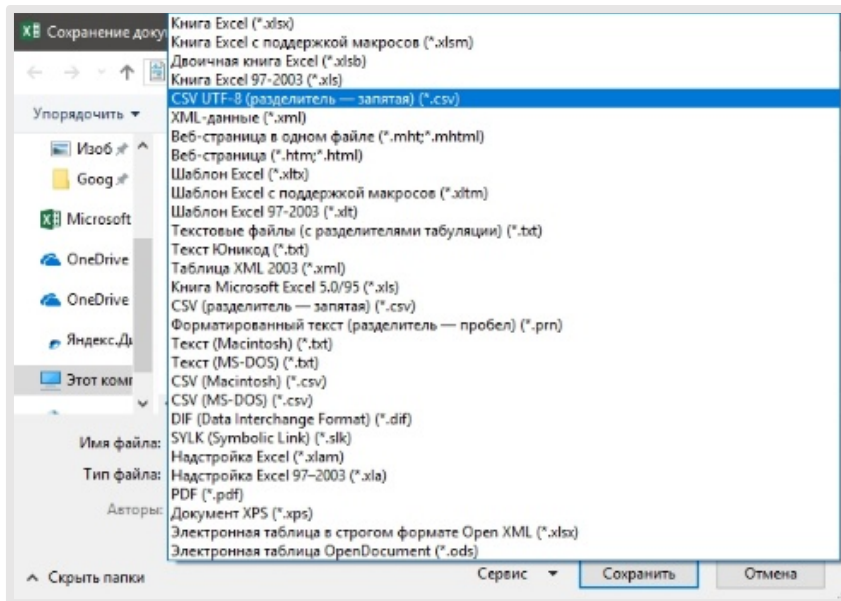 Сохранение доку
Книга Excel (*.xlsx)
Книга Excel с поддержкой макросов (*.xlsm)
Двоичная книга Excel (*.xlsb)
Книга Excel 97-2003 (*.xls)
CSV UTF-8 (разделитель — запятая) (*.csv)
XML-данные (*.xml)
Веб-страница в одном файле (*.mht;*.mhtml)
Веб-страница (*.htm;*.html)
Шаблон Excel (*.xltx)
Шаблон Excel с поддержкой макросов (*.xltm)
Шаблон Excel 97-2003 (*.xlt)
Текстовые файлы (с разделителями табуляции) (*.txt)
Текст Юникод (*.txt)
Таблица XML 2003 (*.xml)
Книга Microsoft Excel 5.0/95 (*.xls)
CSV (разделитель — запятая) (*.csv)
Форматированный текст (разделитель — пробел) (*.prn)
Текст (Macintosh) (*.txt)
Текст (MS-DOS) (*.txt)
CSV (Macintosh) (*.csv)
CSV (MS-DOS) (*.csv)
DIF (Data Interchange Format) (*.dif)
SYLK (Symbolic Link) (*.slk)
Надстройка Excel (*.xlam)
Надстройка Excel 97–2003 (*.xla)
PDF (*.pdf)
Документ XPS (*.xps)
Электронная таблица в строгом формате Open XML (*.xlsx)
Электронная таблица OpenDocument (*.ods)
Упорядочить
Изоб
Goog
Microsoft
OneDrive
OneDrive
Яндекс.Ди
Этот комп
Имя файла:
Тип файла:
Авторы:
Скрыть папки
Сервис
Сохранить
Отмена